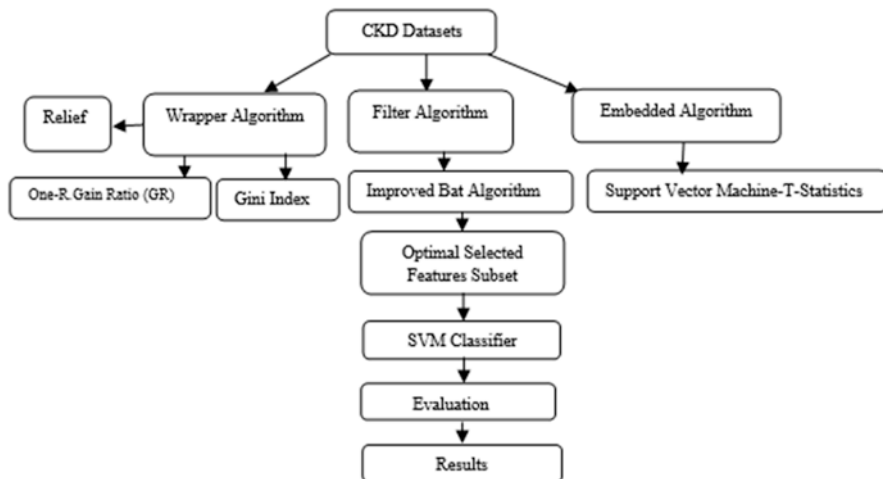 CKD Datasets
Relief
Wrapper Algorithm
Filter Algorithm
Embedded Algorithm
One-R.Gain Ratio (GR)
Gini Index
Improved Bat Algorithm
Support Vector Machine-T-Statistics
Optimal Selected
Features Subset
SVM Classifier
Evaluation
Results